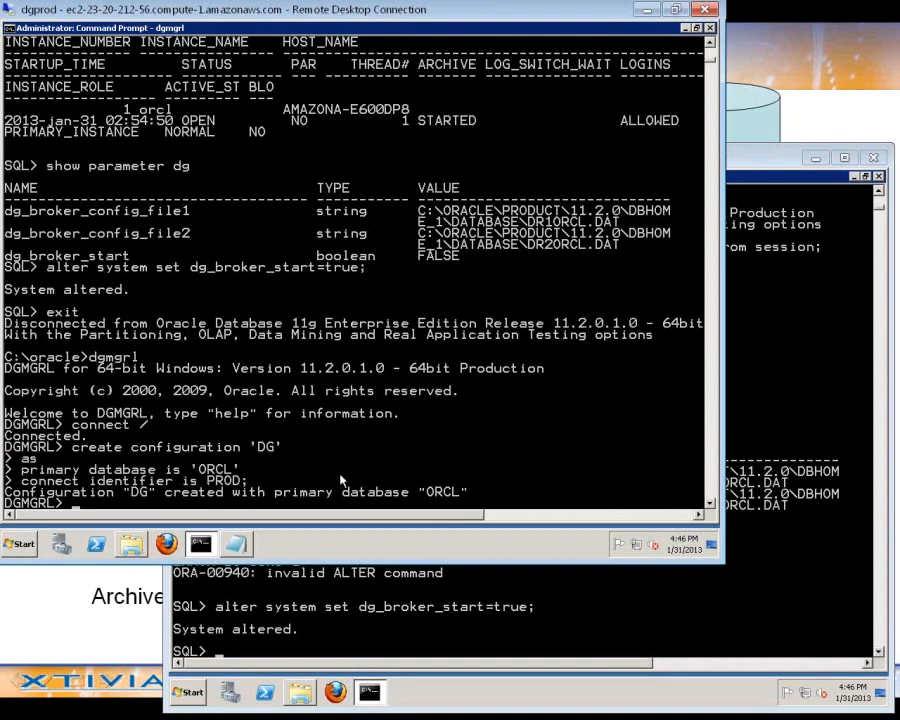 dgprod - ec2-23-20-212-56.compute-1.amazonaws.com - Remote Desktop Connection
Administrator: Command Prompt - dgmgrl
INSTANCE_NUMBER INSTANCE_NAME HOST_NAME
STARTUP_TIME STATUS PAR THREAD# ARCHIVE LOG_SWITCH_WAIT LOGINS
INSTANCE_ROLE ACTIVE_ST BLO
1 orcl AMAZONA-E600DP8
2013-jan-31 02:54:50 OPEN NO 1 STARTED ALLOWED
PRIMARY_INSTANCE NORMAL NO
SQL> show parameter dg
NAME TYPE VALUE
dg_broker_config_file1 string C:\ORACLE\PRODUCT\11.2.0\DBHOM
E_1\DATABASE\DR1ORCL.DAT
dg_broker_config_file2 string C:\ORACLE\PRODUCT\11.2.0\DBHOM
E_1\DATABASE\DR2ORCL.DAT
dg_broker_start boolean FALSE
SQL> alter system set dg_broker_start=true;
System altered.
SQL> exit
Disconnected from Oracle Database 11g Enterprise Edition Release 11.2.0.1.0 - 64bit
With the Partitioning, OLAP, Data Mining and Real Application Testing options
C:\oracle>dgmgrl
DGMGRL for 64-bit Windows: Version 11.2.0.1.0 - 64bit Production
Copyright (c) 2000, 2009, Oracle. All rights reserved.
Welcome to DGMGRL, type "help" for information.
DGMGRL> connect /
Connected.
DGMGRL> create configuration 'DG'
> as
> primary database is 'ORCL'
> connect identifier is PROD;
Configuration "DG" created with primary database "ORCL"
DGMGRL>
Start
4:46 PM
1/31/2013
Production
ing options
om session;
\11.2.0\DBHOM
ORCL.DAT
\11.2.0\DBHOM
ORCL.DAT
ORA-00940: invalid ALTER command
SQL> alter system set dg_broker_start=true;
System altered.
SQL>
Start
4:46 PM
1/31/2013
Archive
XTIVIA